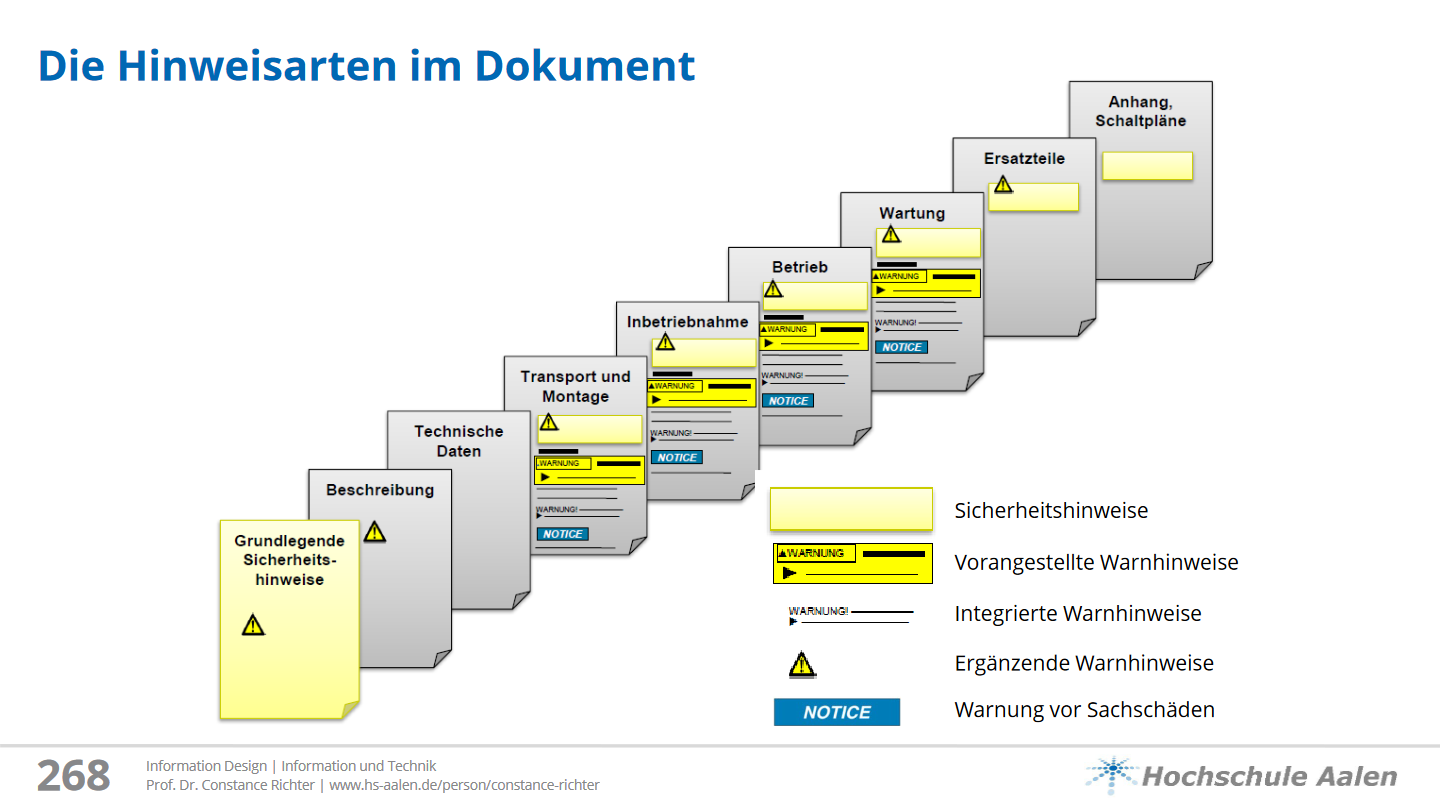 Die Hinweisarten im Dokument
Anhang,
Schaltpläne
Ersatzteile
Wartung
WARNUNG
WARNUNG!
NOTICE
Betrieb
WARNUNG
WARNUNG!
NOTICE
Inbetriebnahme
WARNUNG
WARNUNG!
NOTICE
Transport und
Montage
WARNUNG
WARNUNG!
NOTICE
Technische
Daten
Beschreibung
Grundlegende
Sicherheits-
hinweise
Sicherheitshinweise
WARNUNG
Vorangestellte Warnhinweise
WARNUNG!
Integrierte Warnhinweise
Ergänzende Warnhinweise
NOTICE
Warnung vor Sachschäden
268
Information Design | Information und Technik
Prof. Dr. Constance Richter | www.hs-aalen.de/person/constance-richter
Hochschule Aalen